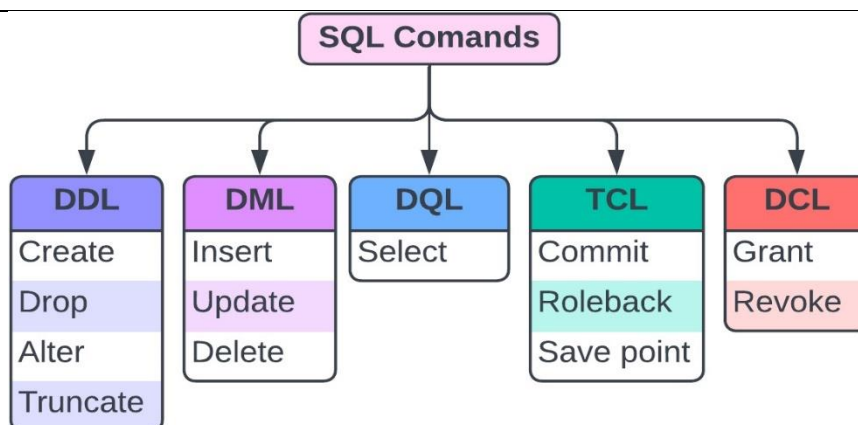 SQL Comands
DDL
Create
Drop
Alter
Truncate
DML
Insert
Update
Delete
DQL
Select
TCL
Commit
Roleback
Save point
DCL
Grant
Revoke